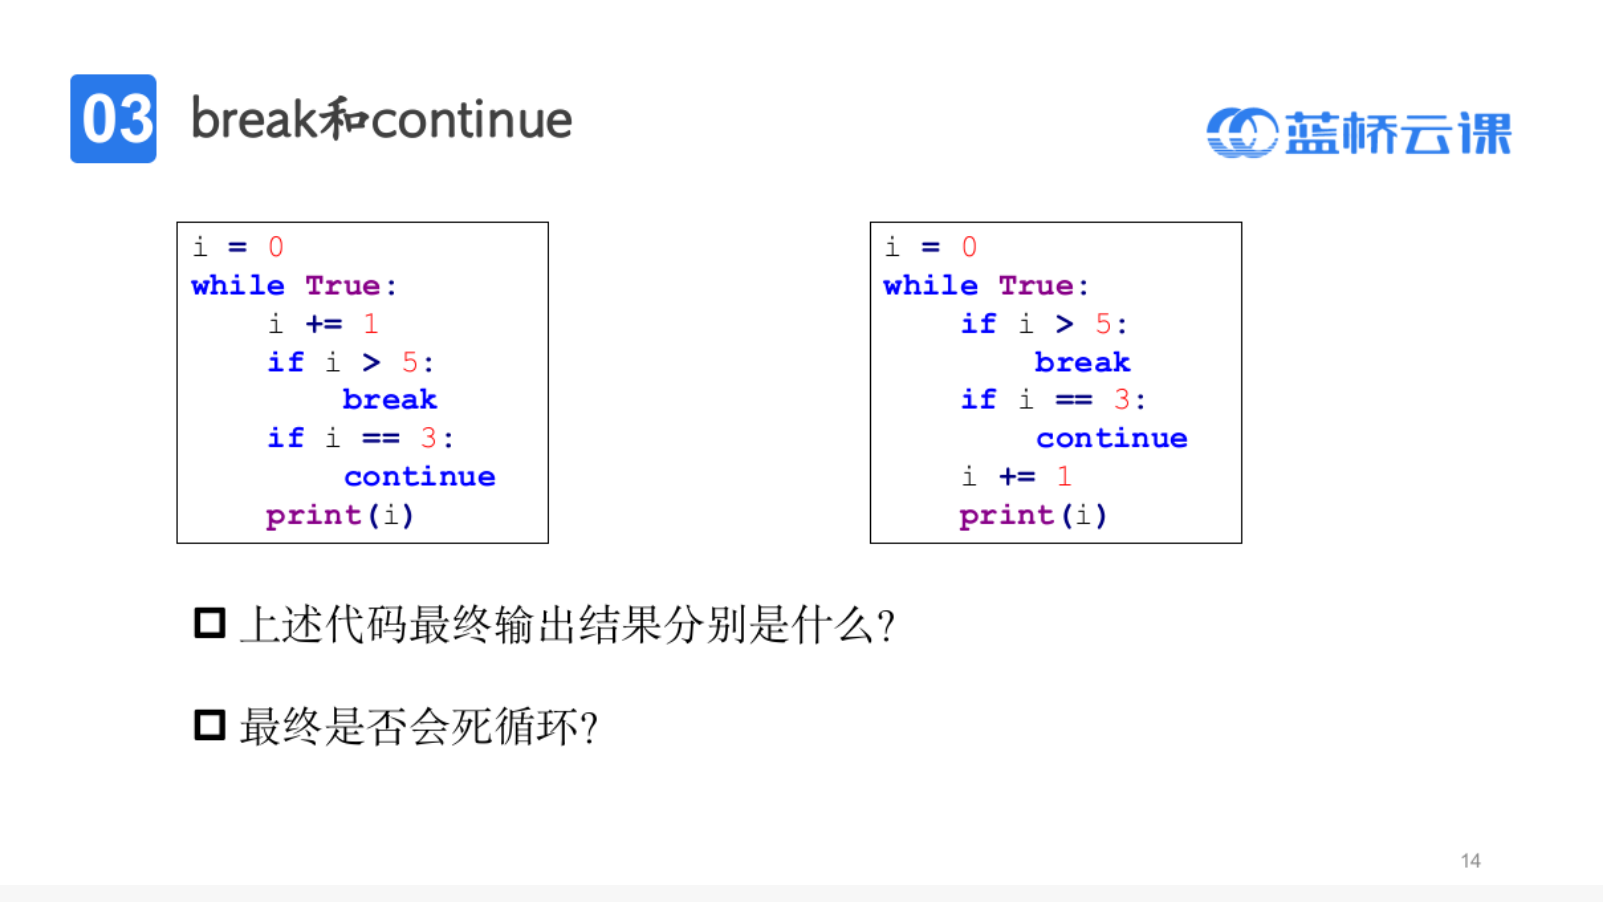 03 break和continue
蓝桥云课
i = 0
while True:
    i += 1
    if i > 5:
        break
    if i == 3:
        continue
    print(i)
i = 0
while True:
    if i > 5:
        break
    if i == 3:
        continue
    i += 1
    print(i)
上述代码最终输出结果分别是什么?
最终是否会死循环?
14